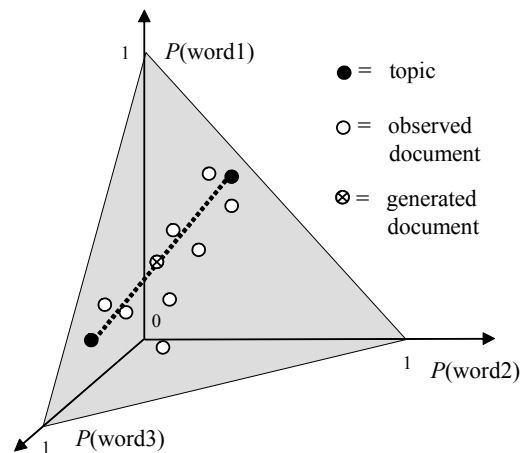 1
P(word1)
= topic
= observed
document
= generated
document
0
1
P(word2)
P(word3)
1